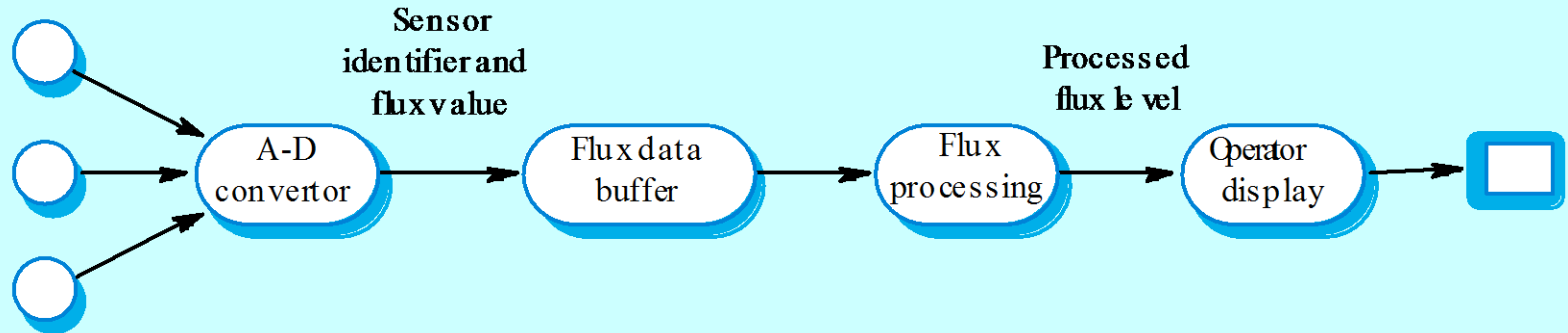 Sensor
identifier and
flux value
Processed
flux level
A-D
convertor
Flux data
buffer
Flux
processing
Operator
display